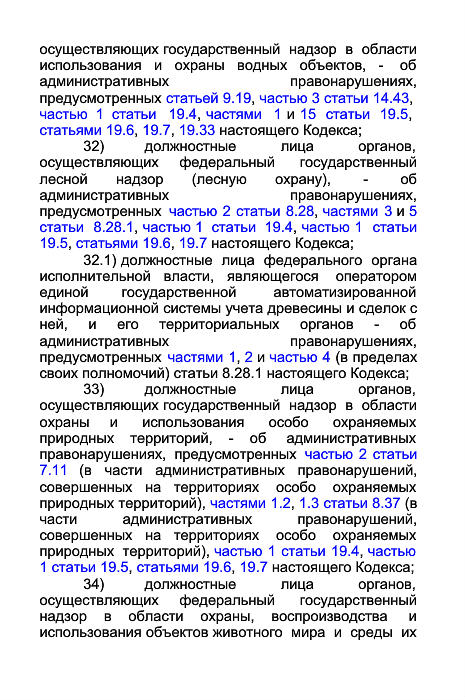 осуществляющих государственный надзор в области
использования и охраны водных объектов, - об
административных правонарушениях,
предусмотренных статьей 9.19, частью 3 статьи 14.43,
частью 1 статьи 19.4, частями 1 и 15 статьи 19.5,
статьями 19.6, 19.7, 19.33 настоящего Кодекса;
32) должностные лица органов,
осуществляющих федеральный государственный
лесной надзор (лесную охрану), - об
административных правонарушениях,
предусмотренных частью 2 статьи 8.28, частями 3 и 5
статьи 8.28.1, частью 1 статьи 19.4, частью 1 статьи
19.5, статьями 19.6, 19.7 настоящего Кодекса;
32.1) должностные лица федерального органа
исполнительной власти, являющегося оператором
единой государственной автоматизированной
информационной системы учета древесины и сделок с
ней, и его территориальных органов - об
административных правонарушениях,
предусмотренных частями 1, 2 и частью 4 (в пределах
своих полномочий) статьи 8.28.1 настоящего Кодекса;
33) должностные лица органов,
осуществляющих государственный надзор в области
охраны и использования особо охраняемых
природных территорий, - об административных
правонарушениях, предусмотренных частью 2 статьи
7.11 (в части административных правонарушений,
совершенных на территориях особо охраняемых
природных территорий), частями 1.2, 1.3 статьи 8.37 (в
части административных правонарушений,
совершенных на территориях особо охраняемых
природных территорий), частью 1 статьи 19.4, частью
1 статьи 19.5, статьями 19.6, 19.7 настоящего Кодекса;
34) должностные лица органов,
осуществляющих федеральный государственный
надзор в области охраны, воспроизводства и
использования объектов животного мира и среды их